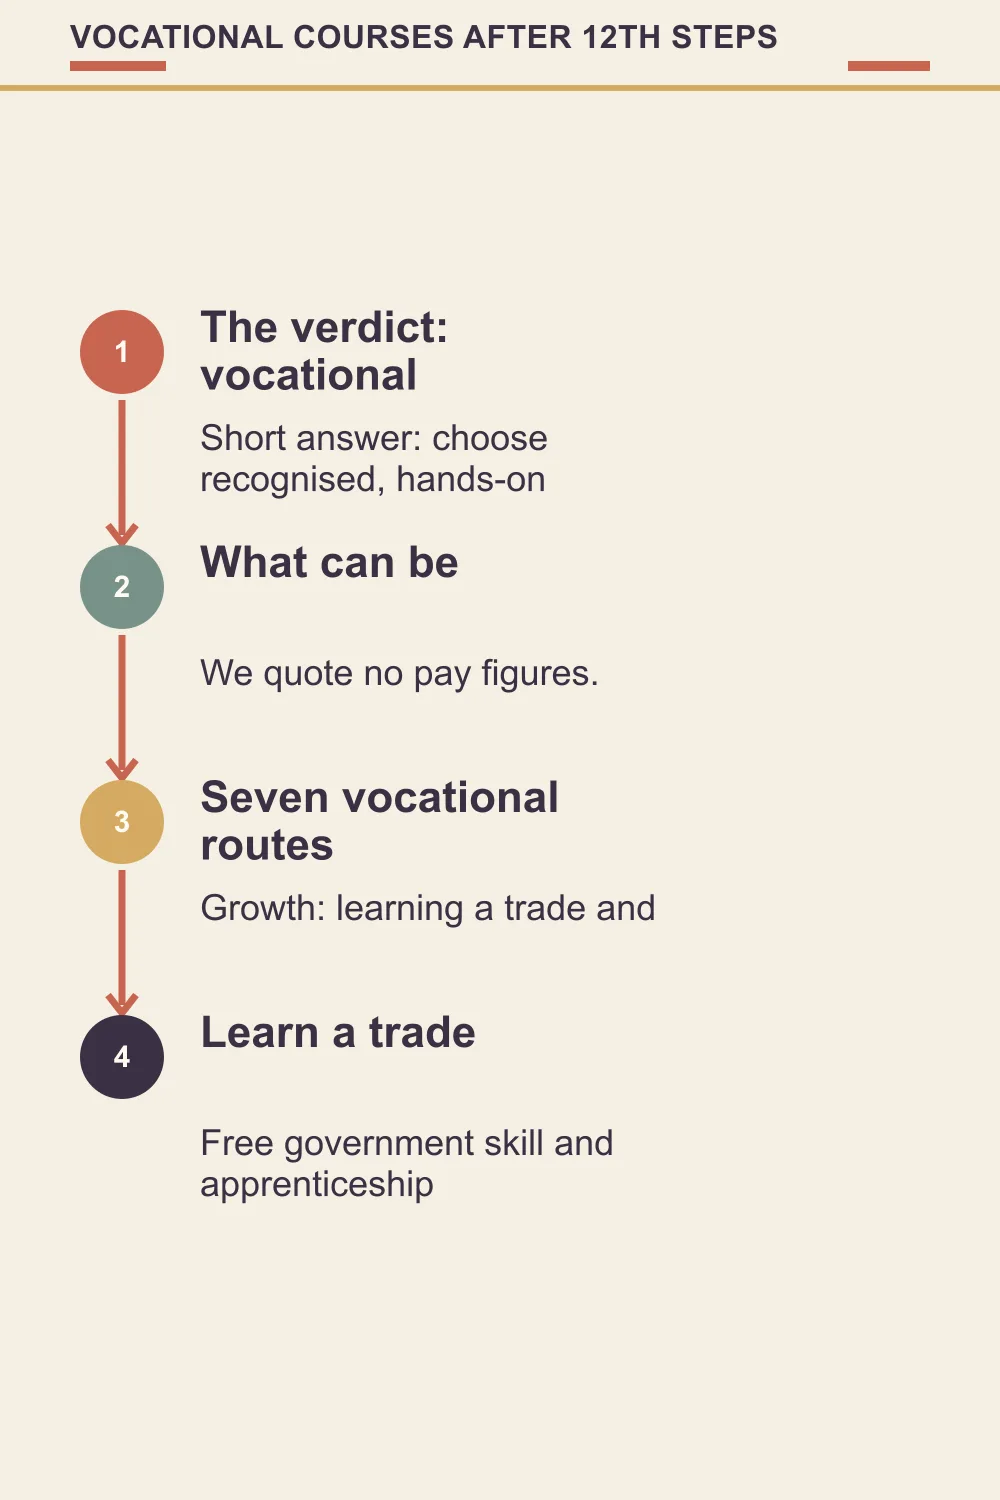 VOCATIONAL COURSES AFTER 12TH STEPS
1
The verdict:
vocational
Short answer: choose
recognised, hands-on
2
What can be
We quote no pay figures.
3
Seven vocational
routes
Growth: learning a trade and
4
Learn a trade
Free government skill and
apprenticeship